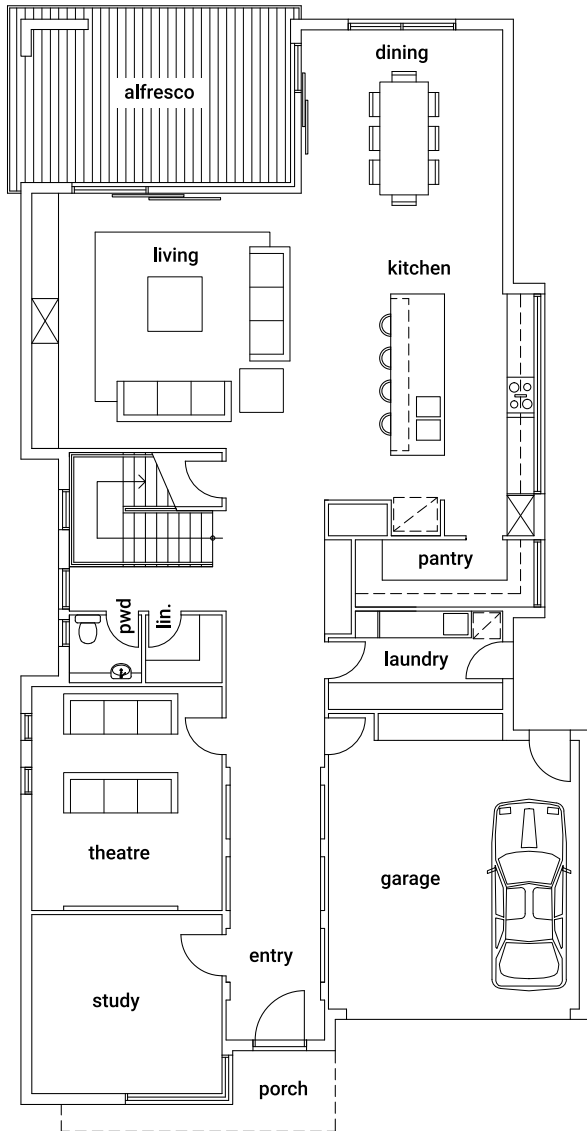 dining
alfresco
living
kitchen
pantry
pwd
lin.
laundry
theatre
garage
entry
study
porch